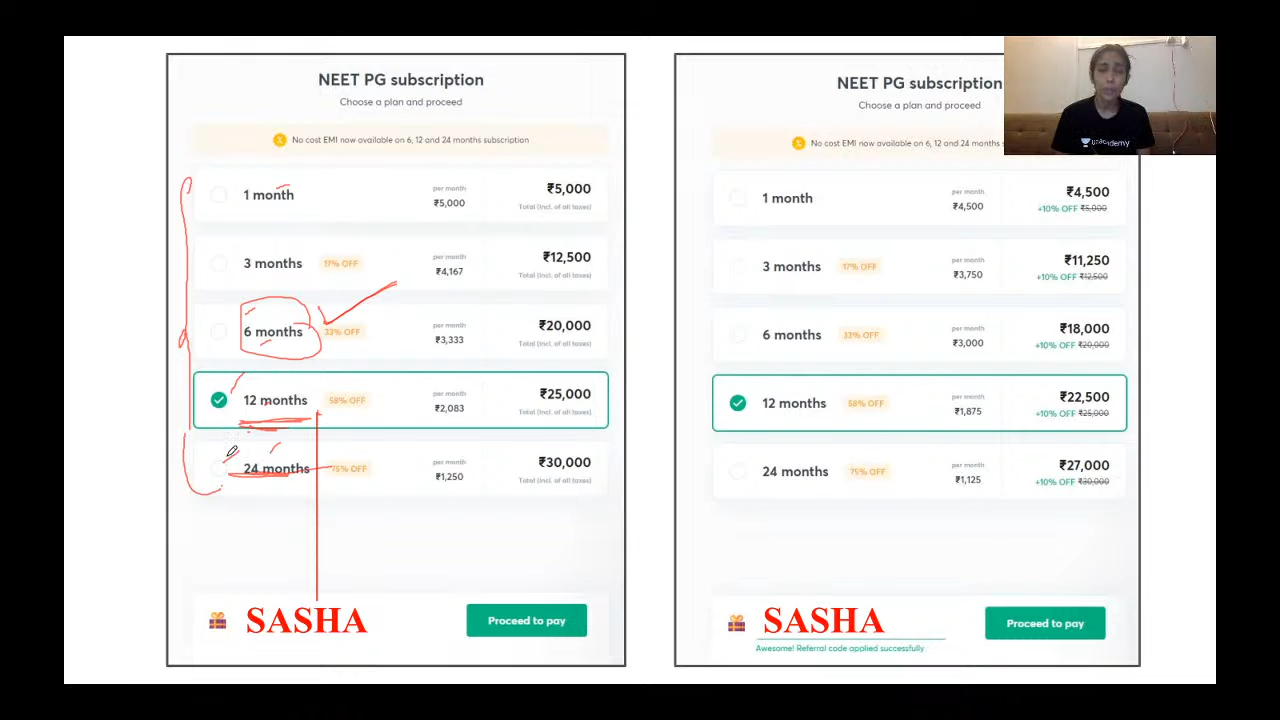 NEET PG subscription
Choose a plan and proceed
No cost EMI now available on 6, 12 and 24 months subscription
1 month
per month
₹5,000
₹5,000
Total (Incl. of all taxes)
3 months
17% OFF
per month
₹4,167
₹12,500
Total (Incl. of all taxes)
6 months
33% OFF
per month
₹3,333
₹20,000
Total (Incl. of all taxes)
12 months
58% OFF
per month
₹2,083
₹25,000
Total (Incl. of all taxes)
24 months
75% OFF
per month
₹1,250
₹30,000
Total (Incl. of all taxes)
SASHA
Proceed to pay
NEET PG subscription
Choose a plan and proceed
No cost EMI now available on 6, 12 and 24 months
1 month
per month
₹4,500
₹4,500
+10% OFF ₹5,000
3 months
17% OFF
per month
₹3,750
₹11,250
+10% OFF ₹12,500
6 months
33% OFF
per month
₹3,000
₹18,000
+10% OFF ₹20,000
12 months
58% OFF
per month
₹1,875
₹22,500
+10% OFF ₹25,000
24 months
75% OFF
per month
₹1,125
₹27,000
+10% OFF ₹30,000
SASHA
Awesome! Referral code applied successfully
Proceed to pay
unacademy